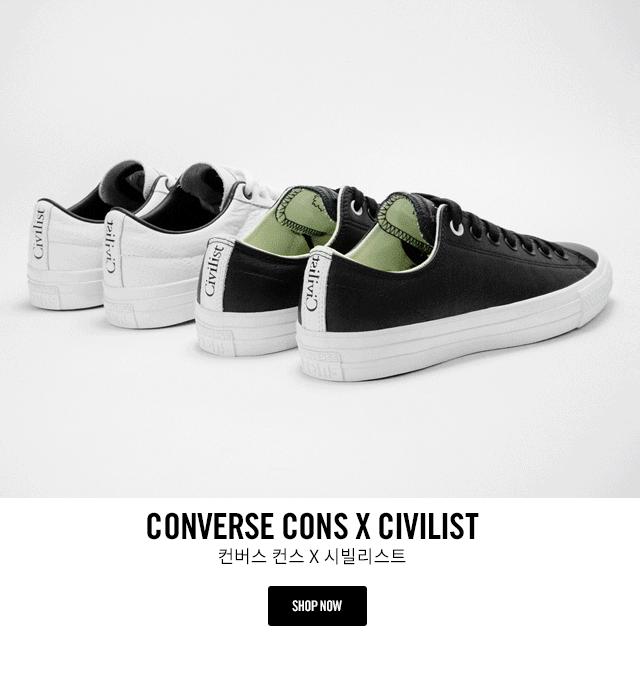 Civilist
Civilist
Civilist
Civilist
CONVERSE CONS X CIVILIST
컨버스 컨스 X 시빌리스트
SHOP NOW